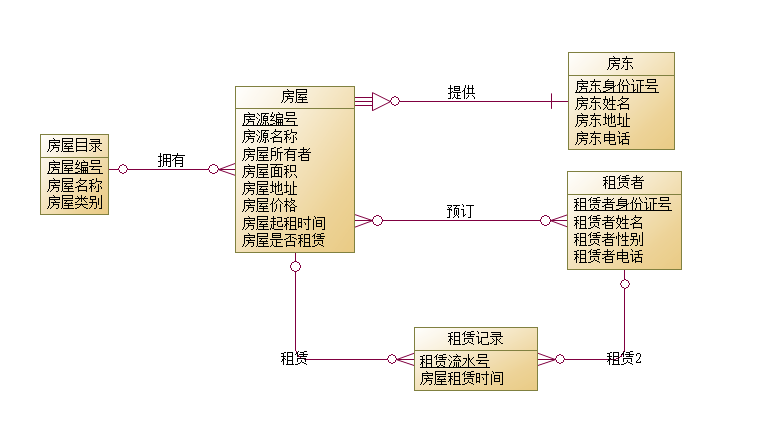 房屋目录
房屋编号
房屋名称
房屋类别
拥有
房屋
房源编号
房源名称
房屋所有者
房屋面积
房屋地址
房屋价格
房屋起租时间
房屋是否租赁
提供
房东
房东身份证号
房东姓名
房东地址
房东电话
预订
租赁者
租赁者身份证号
租赁者姓名
租赁者性别
租赁者电话
租赁
租赁记录
租赁流水号
房屋租赁时间
租赁2